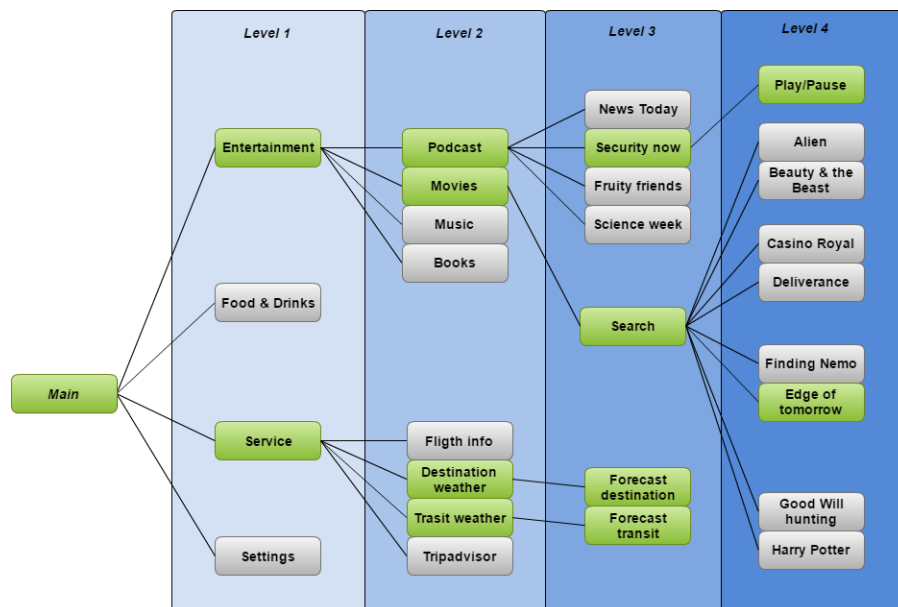 Level 1
Level 2
Level 3
Level 4
Main
Entertainment
Food & Drinks
Service
Settings
Podcast
Movies
Music
Books
Fligth info
Destination
weather
Trasit weather
Tripadvisor
News Today
Security now
Fruity friends
Science week
Search
Forecast
destination
Forecast
transit
Play/Pause
Alien
Beauty & the
Beast
Casino Royal
Deliverance
Finding Nemo
Edge of
tomorrow
Good Will
hunting
Harry Potter